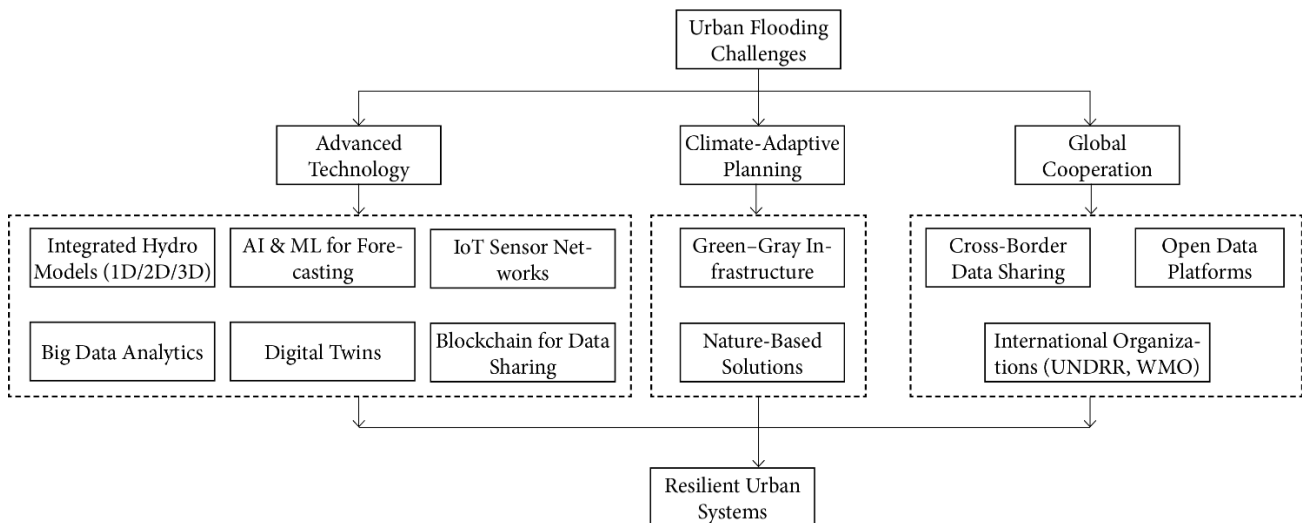 Urban Flooding
Challenges
Advanced
Technology
Climate-Adaptive
Planning
Global
Cooperation
Integrated Hydro
Models (1D/2D/3D)
AI & ML for Fore-
casting
IoT Sensor Net-
works
Big Data Analytics
Digital Twins
Blockchain for Data
Sharing
Green–Gray In-
frastructure
Nature-Based
Solutions
Cross-Border
Data Sharing
Open Data
Platforms
International Organiza-
tions (UNDRR, WMO)
Resilient Urban
Systems